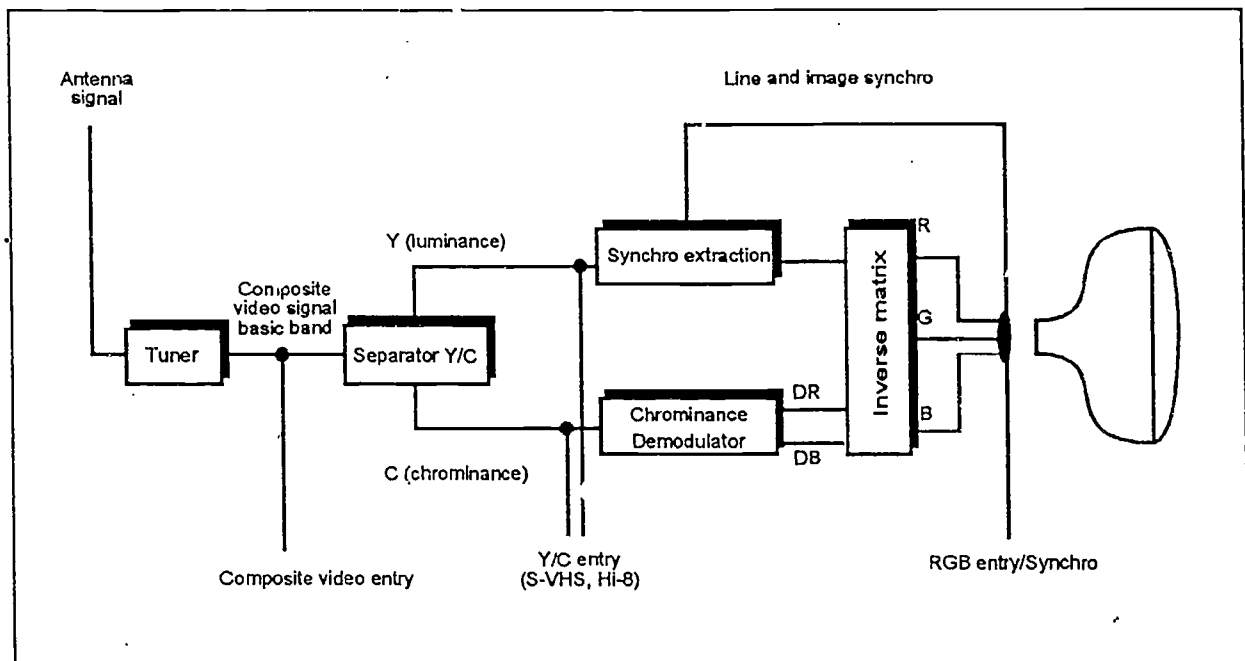 Antenna
signal
Line and image synchro
Y (luminance)
Synchro extraction
R
Composite
video signal
basic band
Tuner
Separator Y/C
Inverse matrix
G
Chrominance
Demodulator
DR
DB
B
C (chrominance)
Composite video entry
Y/C entry
(S-VHS, Hi-8)
RGB entry/Synchro